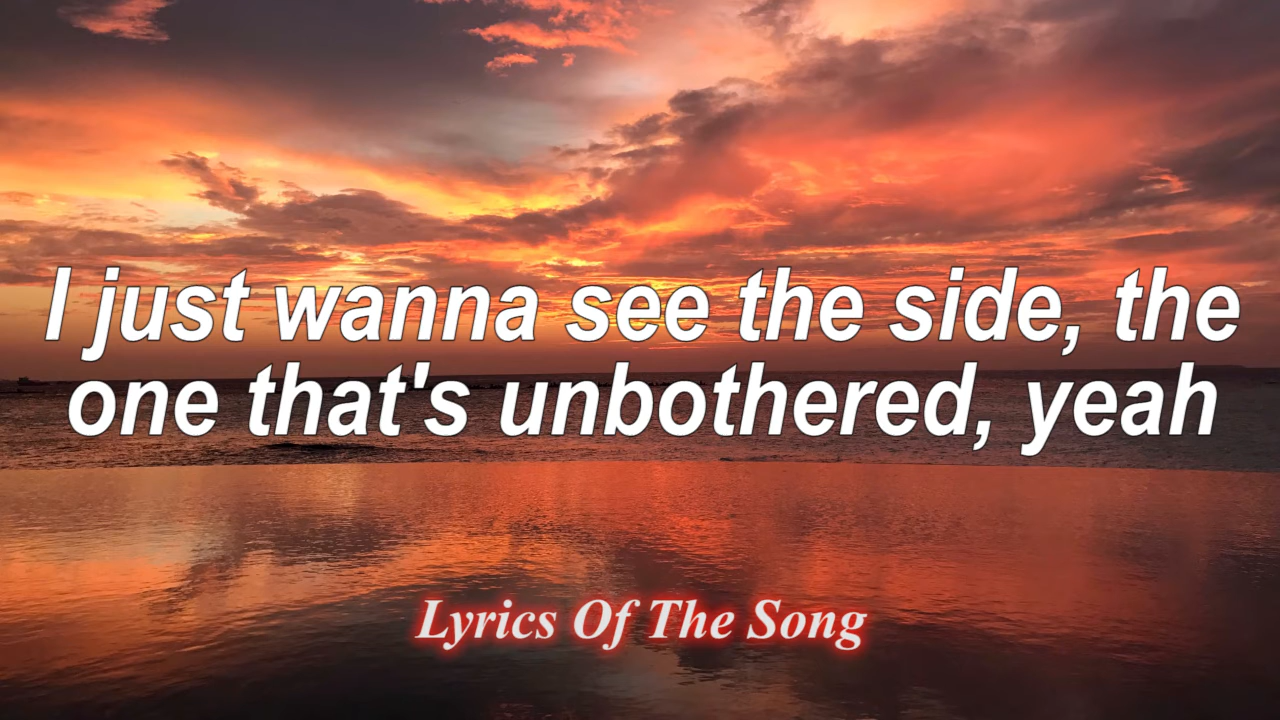 I just wanna see the side, the
one that's unbothered, yeah
Lyrics Of The Song